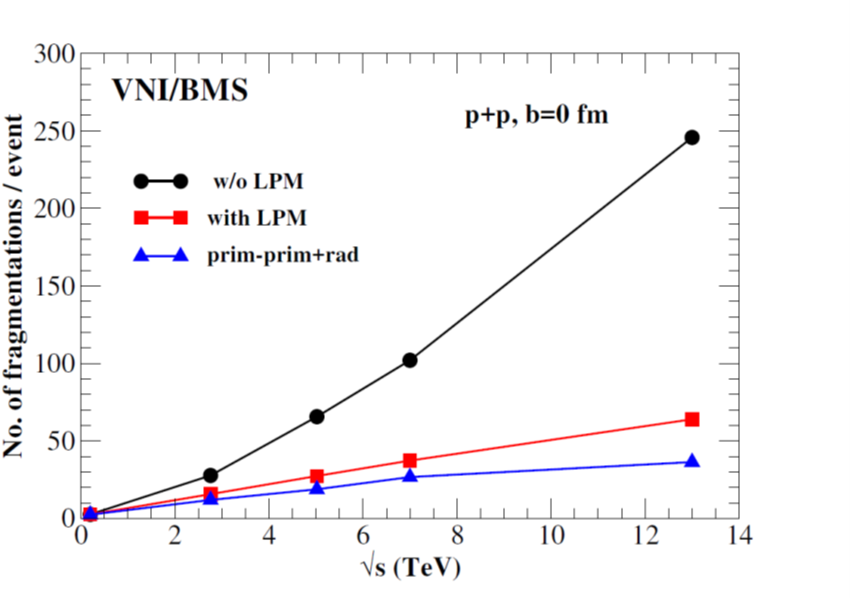 VNI/BMS
p+p, b=0 fm
w/o LPM
with LPM
prim-prim+rad
No. of fragmentations / event
300
250
200
150
100
50
0
0 2 4 6 8 10 12 14
√s (TeV)